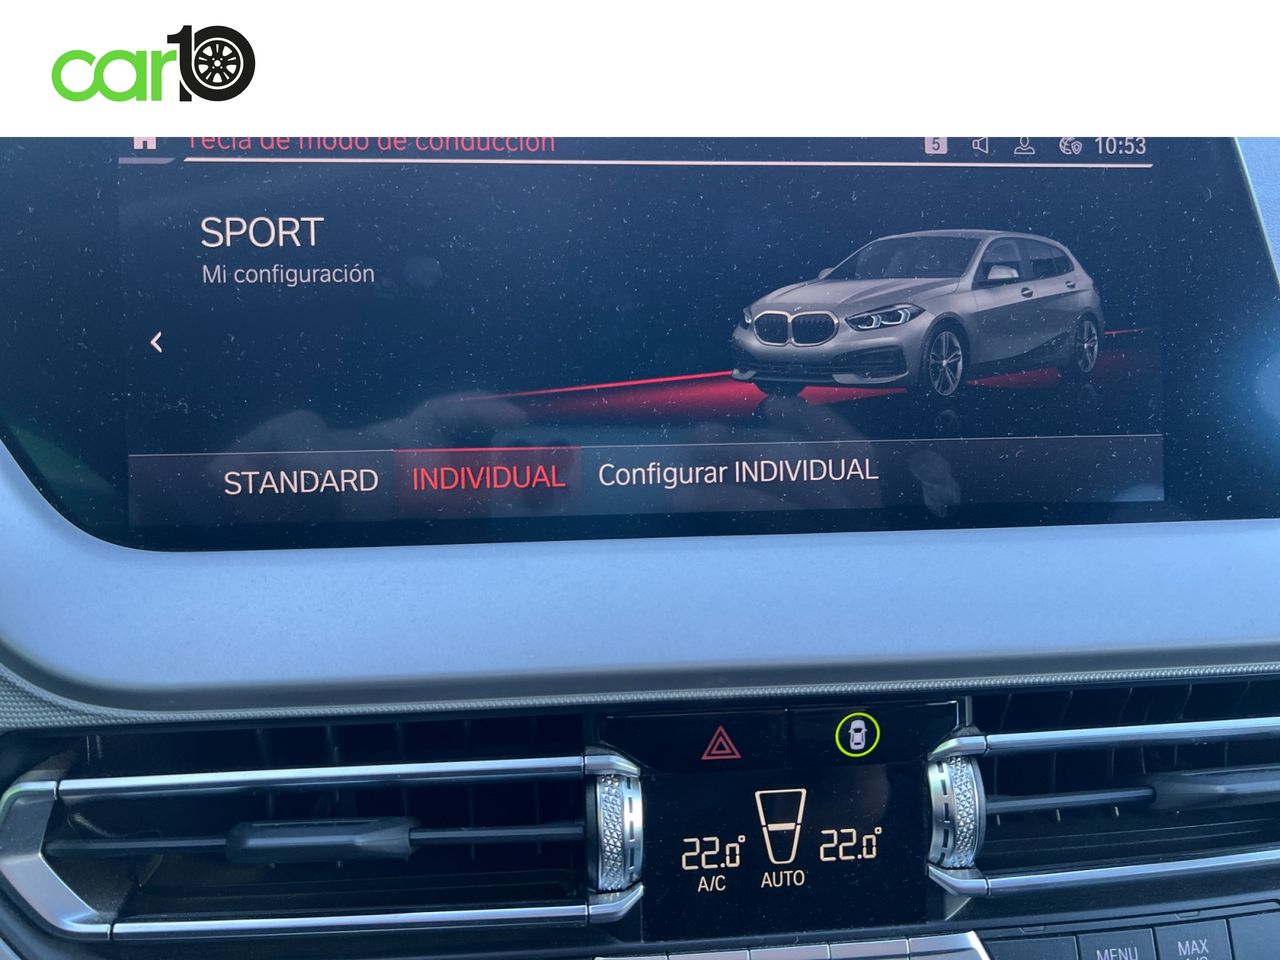 car10
Tecla de modo de conducción
5
10:53
SPORT
Mi configuración
STANDARD INDIVIDUAL Configurar INDIVIDUAL
22.0° 22.0°
A/C AUTO
MENU MAX